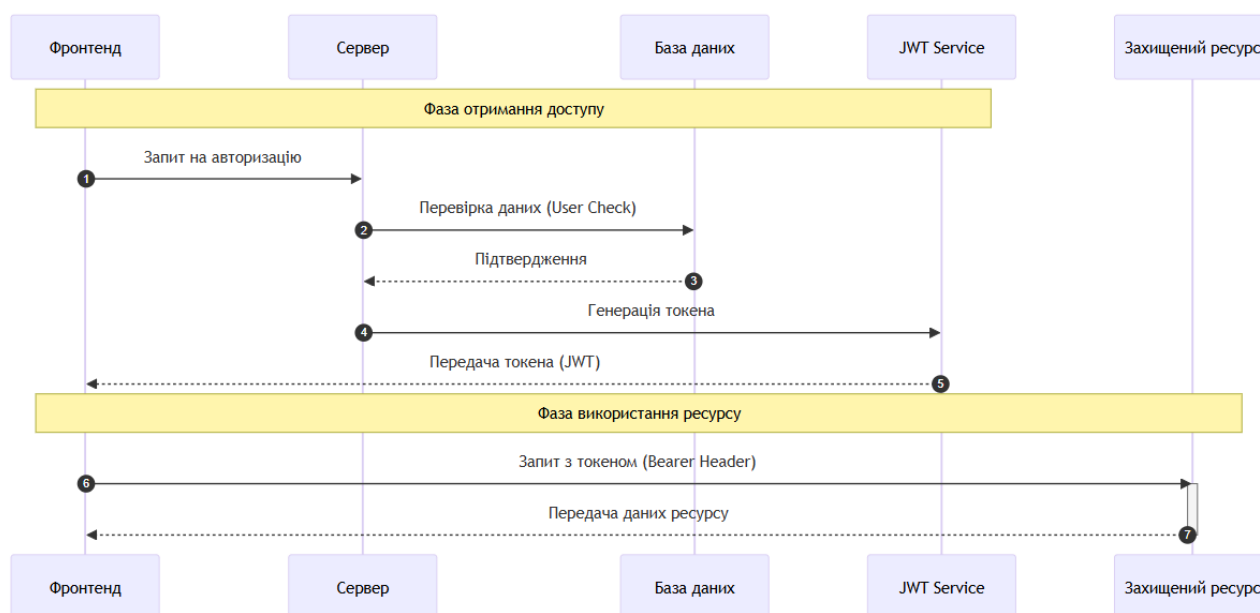 Фронтенд
Сервер
База даних
JWT Service
Захищений ресурс
Фаза отримання доступу
Запит на авторизацію
1
Перевірка даних (User Check)
2
Підтвердження
3
Генерація токена
4
Передача токена (JWT)
5
Фаза використання ресурсу
Запит з токеном (Bearer Header)
6
Передача даних ресурсу
7
Фронтенд
Сервер
База даних
JWT Service
Захищений ресурс